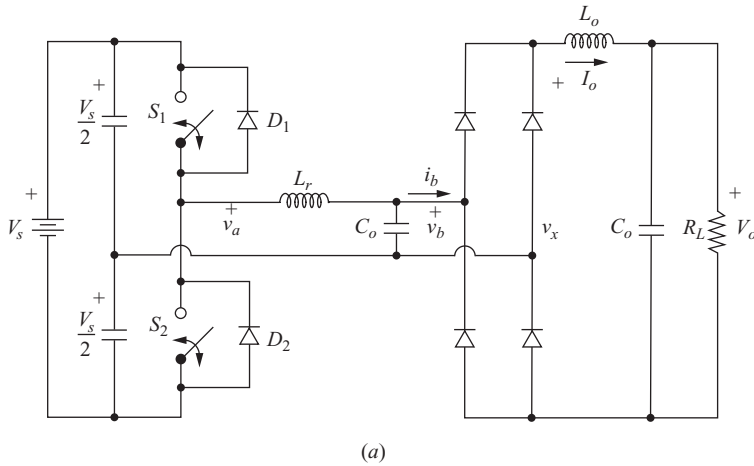 L_o
+
V_s/2
S_1
D_1
+
I_o
L_r
i_b
+
V_s
+
v_a
C_o
+
v_b
v_x
C_o
R_L
+
V_o
+
V_s/2
S_2
D_2
(a)